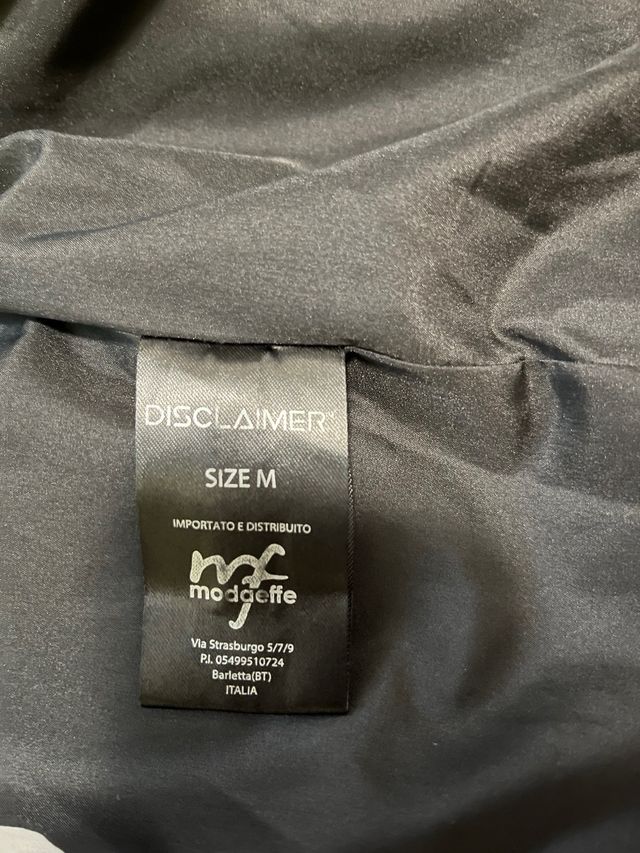 DISCLAIMER
SIZE M
IMPORTATO E DISTRIBUITO
mf
modaeffe
Via Strasburgo 5/7/9
P.I. 05499510724
Barletta(BT)
ITALIA